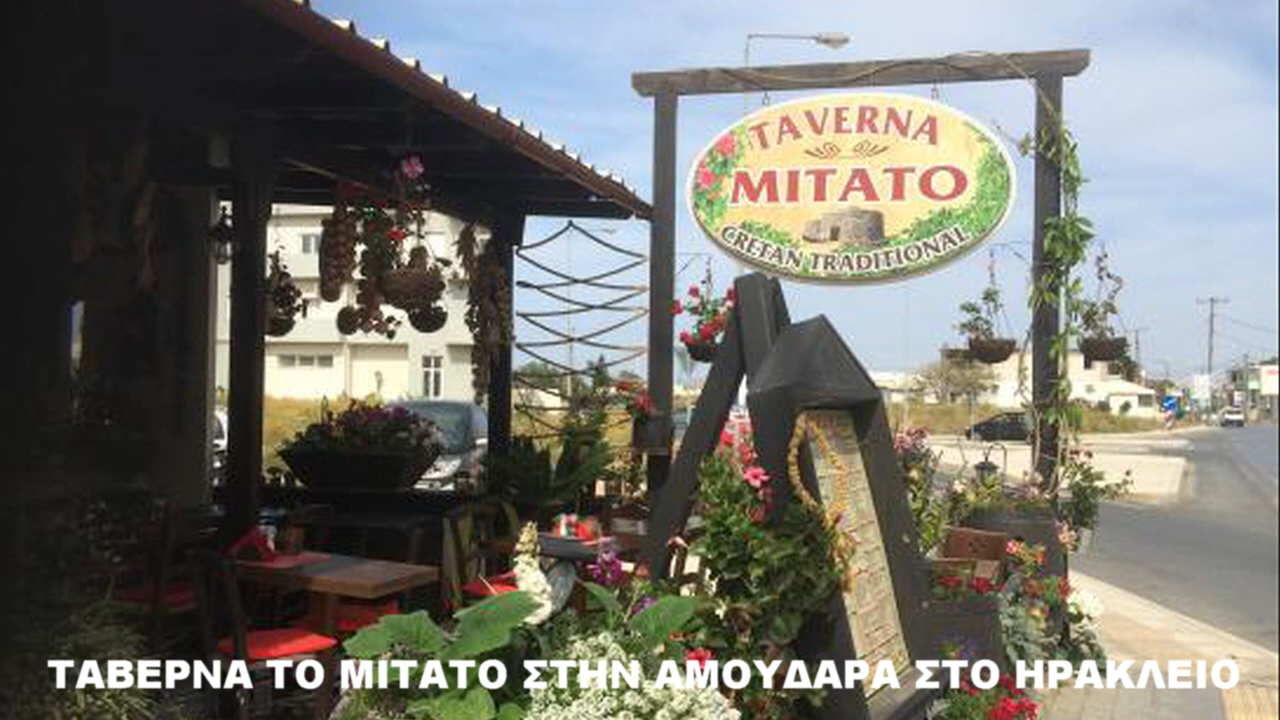 TAVERNA
MITATO
CRETAN TRADITIONAL
ΤΑΒΕΡΝΑ ΤΟ ΜΙΤΑΤΟ ΣΤΗΝ ΑΜΟΥΔΑΡΑ ΣΤΟ ΗΡΑΚΛΕΙΟ